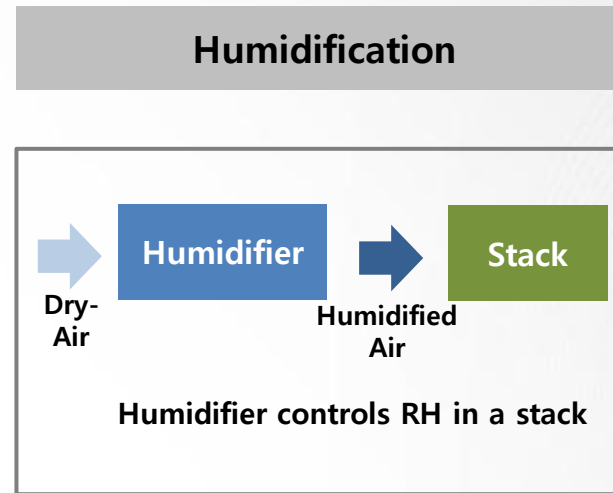 Humidification
Humidifier
Stack
Dry-
Air
Humidified
Air
Humidifier controls RH in a stack